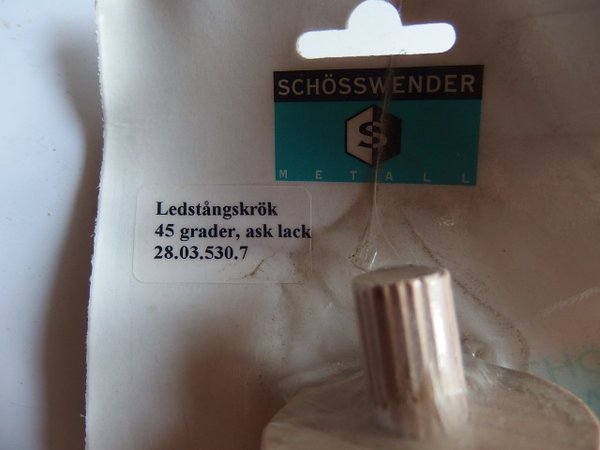 SCHÖSSWENDER
S
METALL
Ledstångskrök
45 grader, ask lack
28.03.530.7